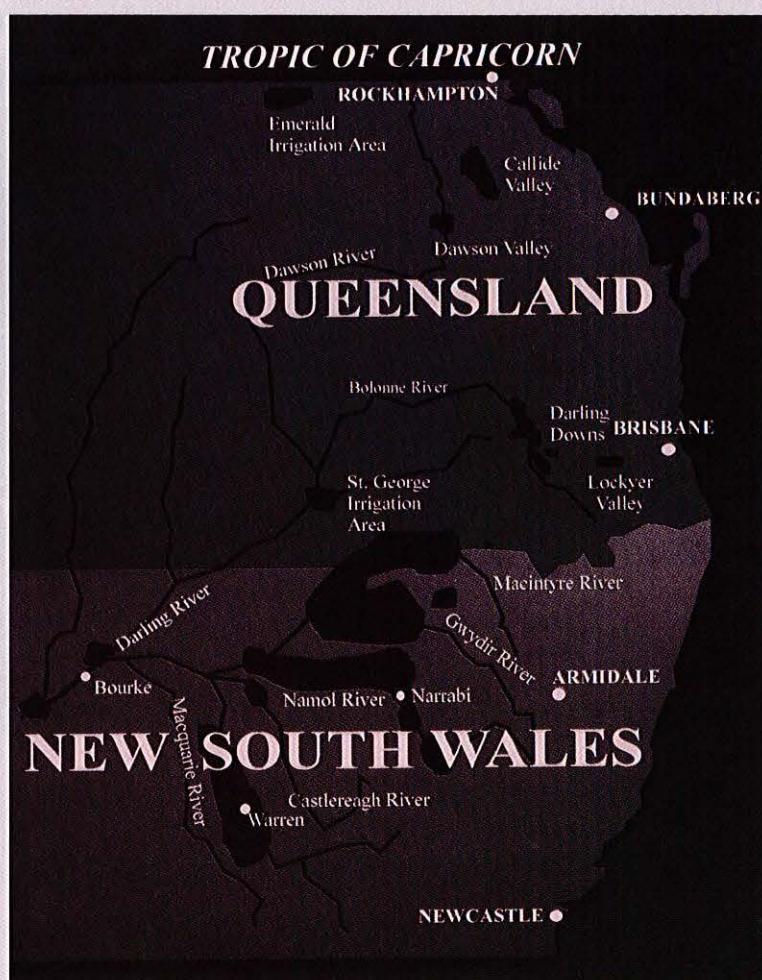 TROPIC OF CAPRICORN
ROCKHAMPTON
Emerald
Irrigation Area
Callide
Valley
BUNDABERG
Dawson River
Dawson Valley
QUEENSLAND
Bolonne River
Darling
Downs
BRISBANE
St. George
Irrigation
Area
Lockyer
Valley
Macintyre River
Darling River
Gwydir River
Bourke
Namol River
Narrabi
ARMIDALE
Macquarie River
NEW SOUTH WALES
Castlereagh River
Warren
NEWCASTLE